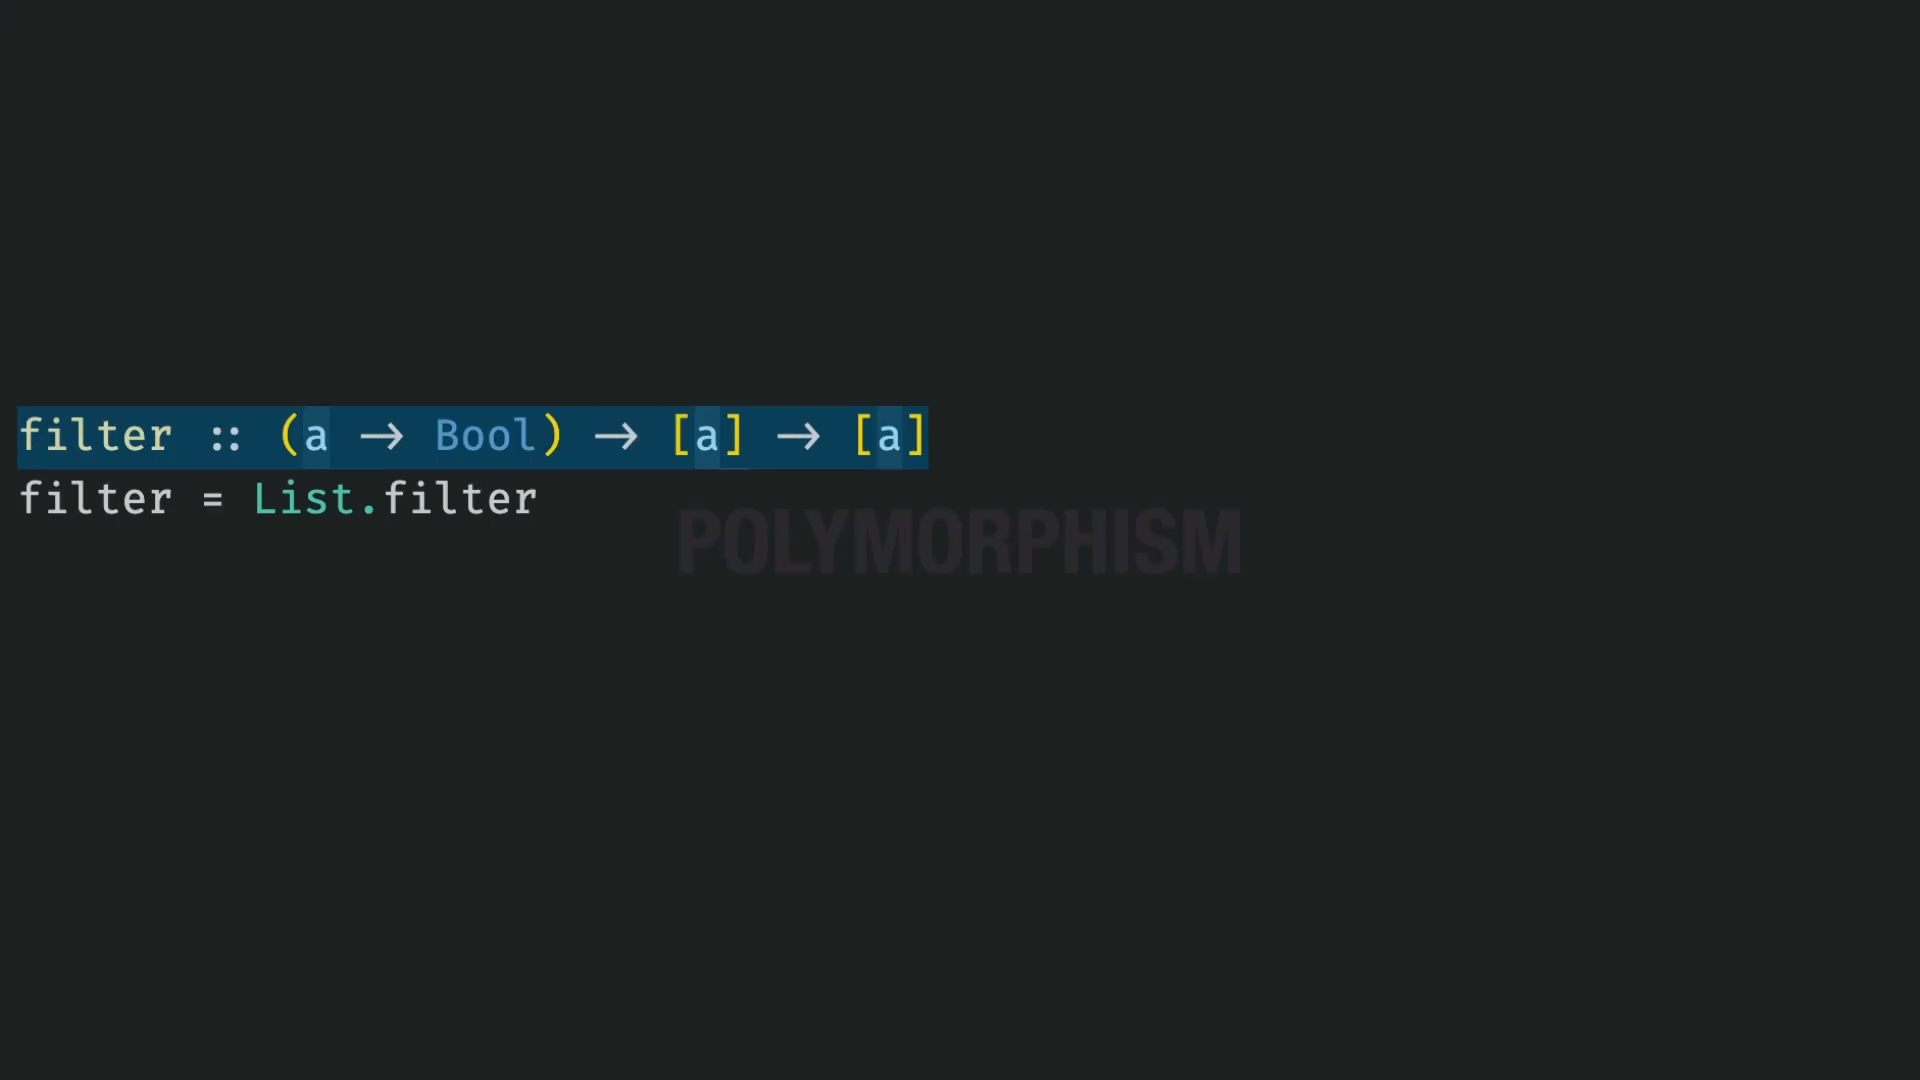 filter :: (a -> Bool) -> [a] -> [a]
filter = List.filter
POLYMORPHISM